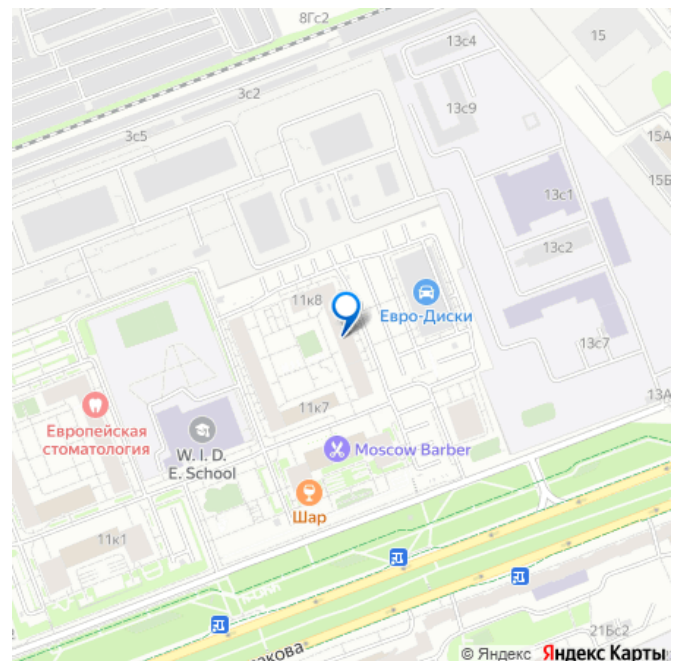 8Гс2
13с4
15
3с2
13с9
3с5
15А
15Б
13с1
13с2
11к8
Евро-Диски
13с7
13А
Европейская
стоматология
11к7
W. I. D.
E. School
Moscow Barber
Шар
11к1
21Бс2
© Яндекс Яндекс Карты